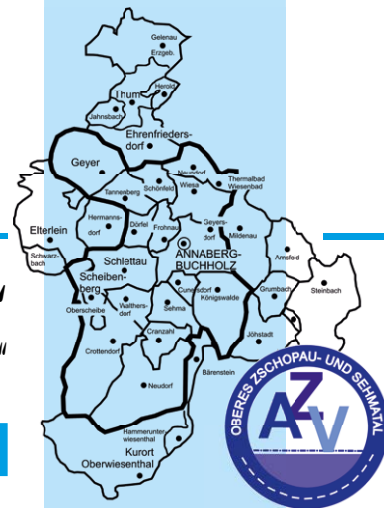 Gelenau
Erzgeb.
Thum
Herold
Jahnsbach
Ehrenfrieders-
dorf
Geyer
Neundorf
Thermalbad
Wiesenbad
Schönfeld
Wiesa
Tannenberg
Elterlein
Hermanns-
dorf
Dörfel
Frohnau
Geyers-
dorf
Mildenau
ANNABERG-
BUCHHOLZ
Arnsfeld
Schwarz-
bach
Schlettau
Scheiben-
berg
Cunersdorf
Königswalde
Grumbach
Steinbach
Oberscheibe
Walthers-
dorf
Sehma
Cranzahl
Jöhstadt
Crottendorf
Bärenstein
Neudorf
Hammerunter-
wiesenthal
Kurort
Oberwiesenthal
OBERES ZSCHOPAU- UND SEHMATAL
AZV